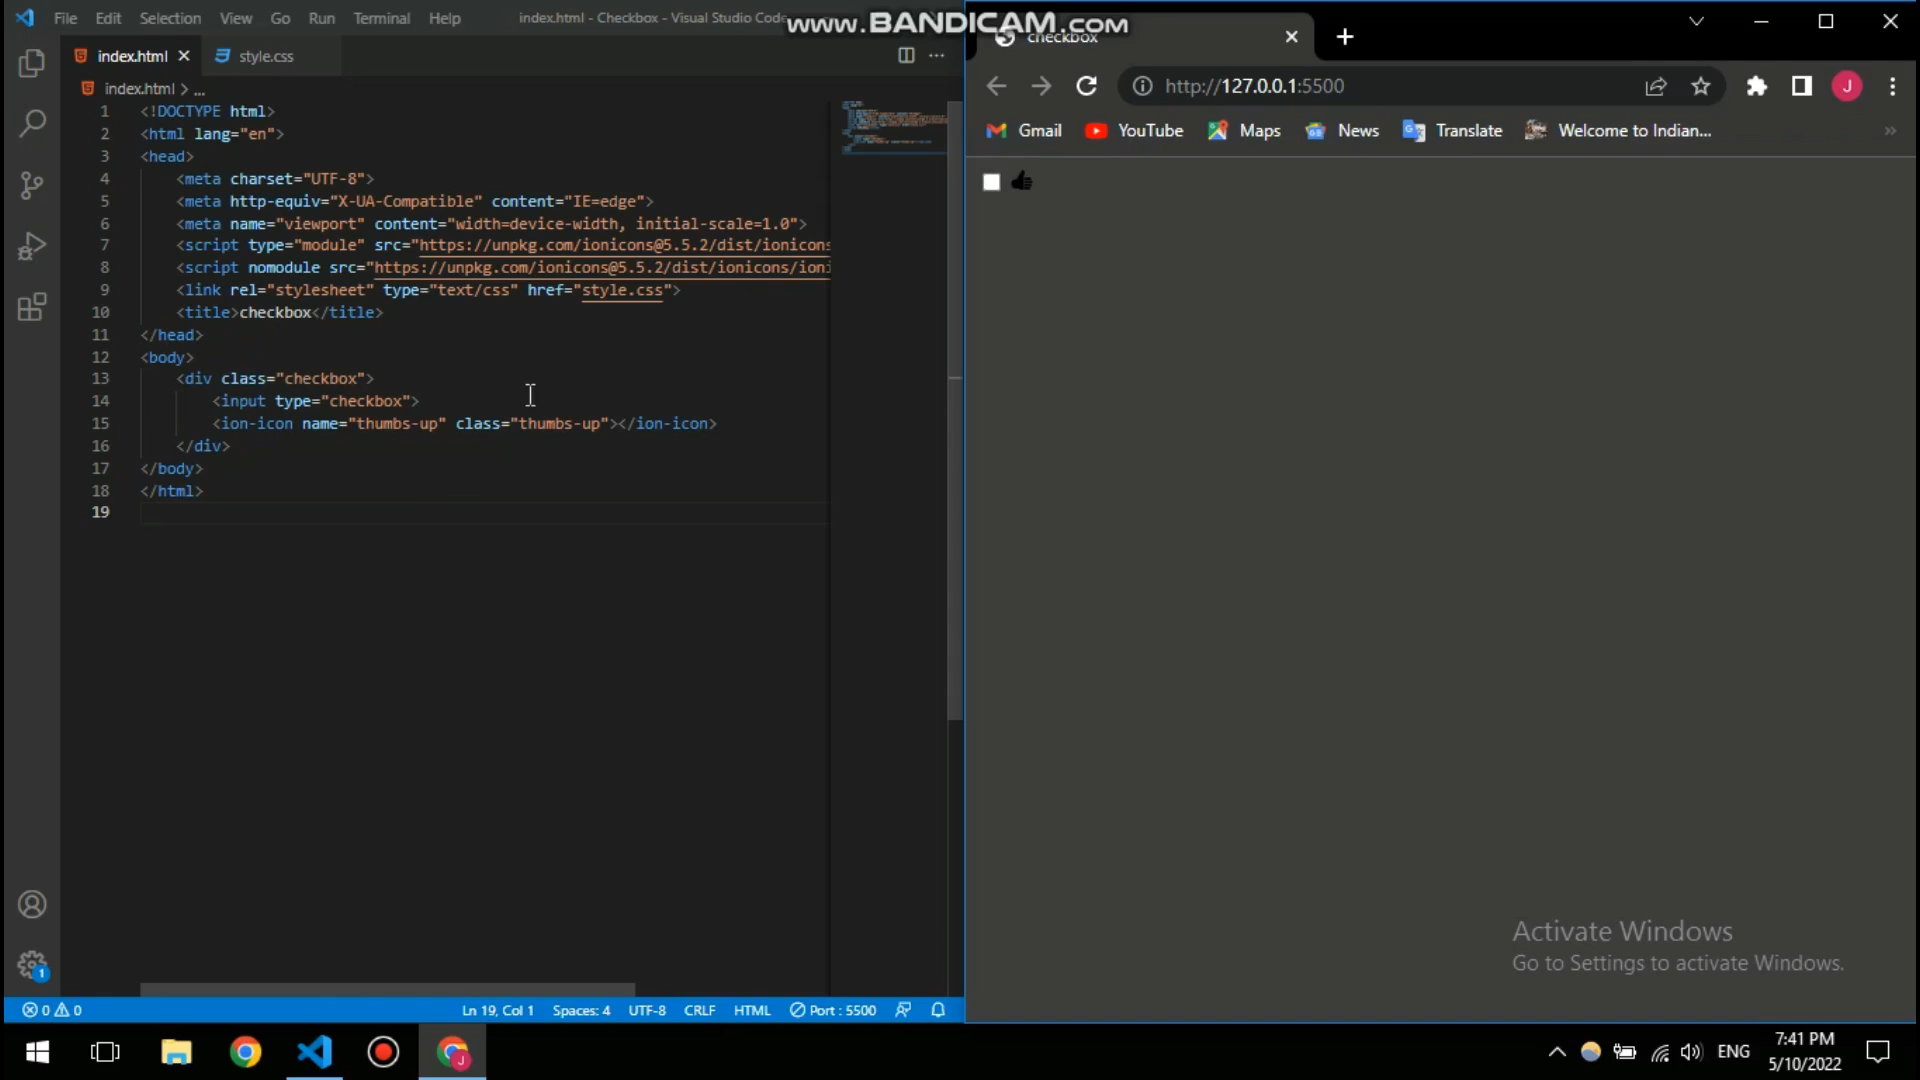 File Edit Selection View Go Run Terminal Help index.html - Checkbox - Visual Studio Code
www.BANDICAM.com
index.html style.css
index.html > ...
1 <!DOCTYPE html>
2 <html lang="en">
3 <head>
4 <meta charset="UTF-8">
5 <meta http-equiv="X-UA-Compatible" content="IE=edge">
6 <meta name="viewport" content="width=device-width, initial-scale=1.0">
7 <script type="module" src="https://unpkg.com/ionicons@5.5.2/dist/ionicons
8 <script nomodule src="https://unpkg.com/ionicons@5.5.2/dist/ionicons/ioni
9 <link rel="stylesheet" type="text/css" href="style.css">
10 <title>checkbox</title>
11 </head>
12 <body>
13 <div class="checkbox">
14 <input type="checkbox">
15 <ion-icon name="thumbs-up" class="thumbs-up"></ion-icon>
16 </div>
17 </body>
18 </html>
19
1
0 0 Ln 19, Col 1 Spaces: 4 UTF-8 CRLF HTML Port : 5500
checkbox
http://127.0.0.1:5500 J
Gmail YouTube Maps News Translate Welcome to Indian... »
Activate Windows
Go to Settings to activate Windows.
J
ENG
7:41 PM
5/10/2022